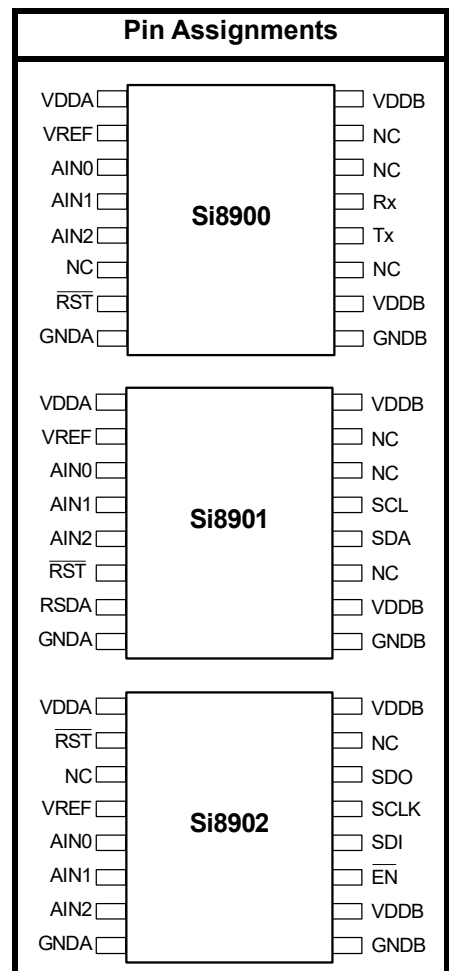 Pin Assignments
VDDA VDDB
VREF NC
AIN0 NC
AIN1 Rx
Si8900
AIN2 Tx
NC NC
RST VDDB
GNDA GNDB
VDDA VDDB
VREF NC
AIN0 NC
AIN1 SCL
Si8901
AIN2 SDA
RST NC
RSDA VDDB
GNDA GNDB
VDDA VDDB
RST NC
NC SDO
VREF SCLK
Si8902
AIN0 SDI
AIN1 EN
AIN2 VDDB
GNDA GNDB